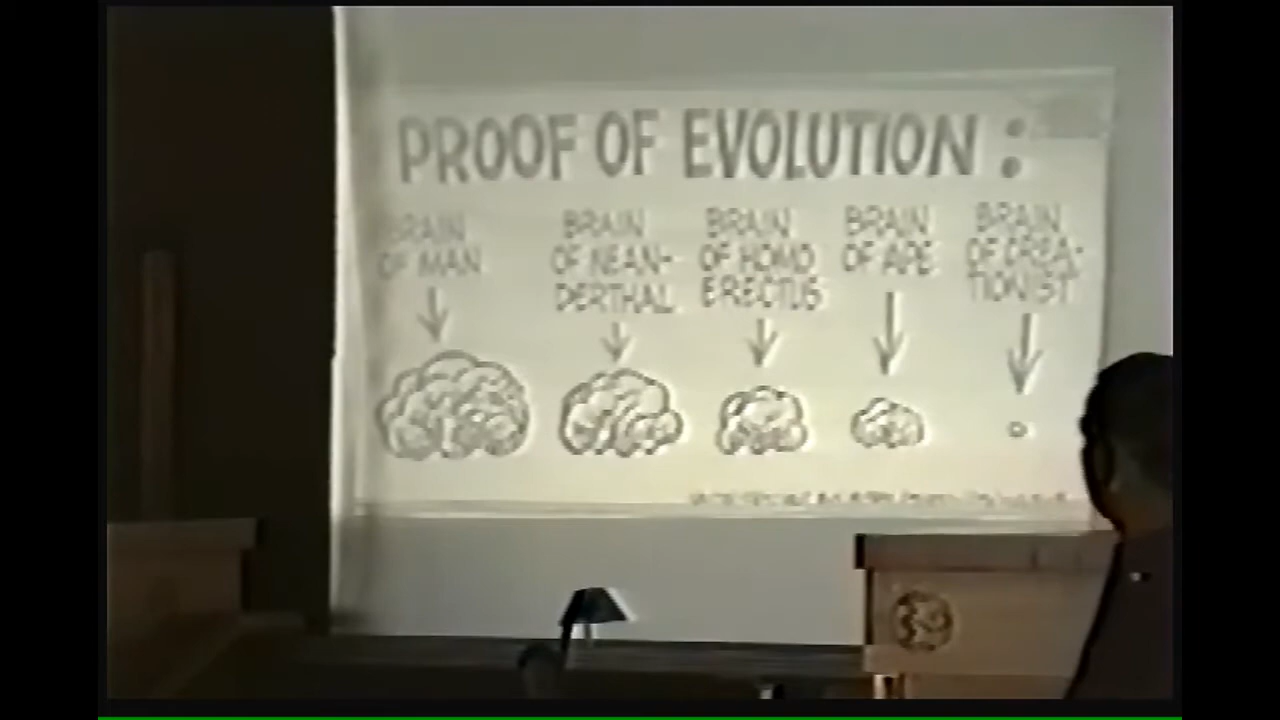 PROOF OF EVOLUTION :
BRAIN
OF MAN
BRAIN
OF NEAN-
DERTHAL
BRAIN
OF HOMO
ERECTUS
BRAIN
OF APE
BRAIN
OF CREA-
TIONIST